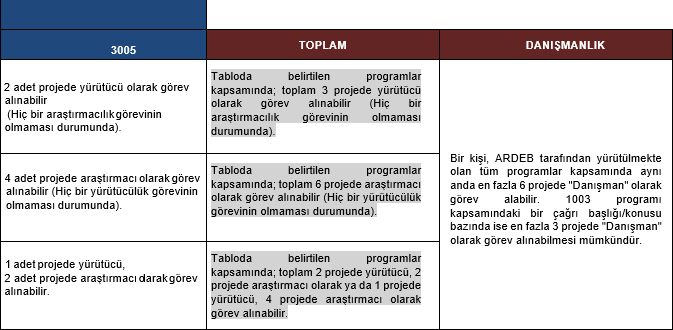 3005
TOPLAM
DANIŞMANLIK
2 adet projede yürütücü olarak görev
alınabilir
(Hiç bir araştırmacılık görevinin
olmaması durumunda).
Tabloda belirtilen programlar
kapsamında; toplam 3 projede yürütücü
olarak görev alınabilir (Hiç bir
araştırmacılık görevinin olmaması
durumunda).
4 adet projede araştırmacı olarak görev
alınabilir (Hiç bir yürütücülük görevinin
olmaması durumunda).
Tabloda belirtilen programlar
kapsamında; toplam 6 projede araştırmacı
olarak görev alınabilir (Hiç bir yürütücülük
görevinin olmaması durumunda).
1 adet projede yürütücü,
2 adet projede araştırmacı olarak görev
alınabilir.
Tabloda belirtilen programlar
kapsamında; toplam 2 projede yürütücü, 2
projede araştırmacı olarak ya da 1 projede
yürütücü, 4 projede araştırmacı olarak
görev alınabilir.
Bir kişi, ARDEB tarafından yürütülmekte
olan tüm programlar kapsamında aynı
anda en fazla 6 projede "Danışman" olarak
görev alabilir. 1003 programı
kapsamındaki bir çağrı başlığı/konusu
bazında ise en fazla 3 projede "Danışman"
olarak görev alınabilmesi mümkündür.